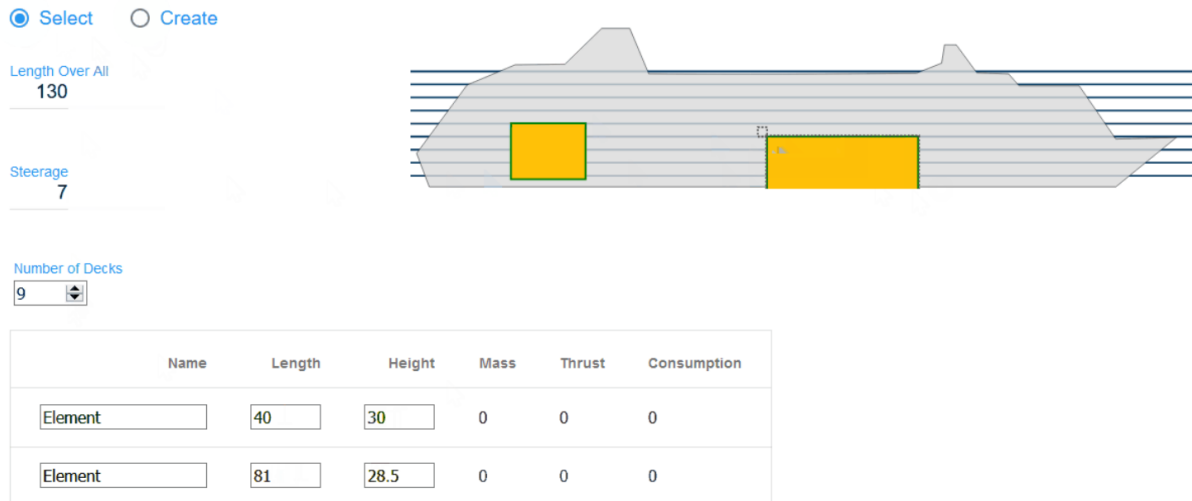 Select Create
Length Over All
130
Steerage
7
Number of Decks
9
Name Length Height Mass Thrust Consumption
Element 40 30 0 0 0
Element 81 28.5 0 0 0